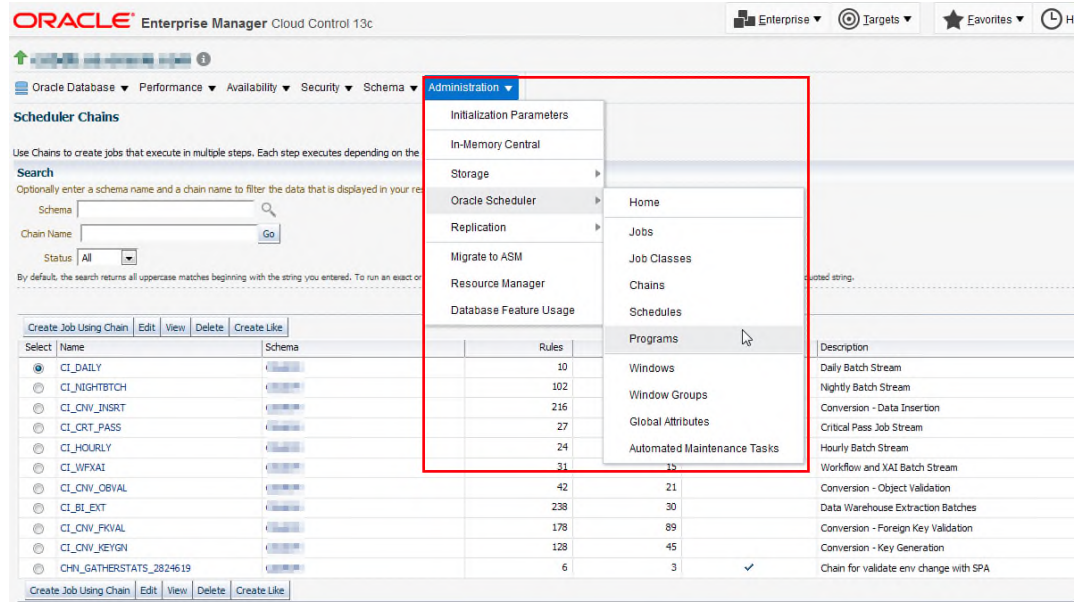 ORACLE Enterprise Manager Cloud Control 13c
Enterprise Targets Favorites H
Oracle Database Performance Availability Security Schema Administration
Scheduler Chains
Use Chains to create jobs that execute in multiple steps. Each step executes depending on the
Search
Optionally enter a schema name and a chain name to filter the data that is displayed in your
Schema
Chain Name Go
Status All
By default, the search returns all uppercase matches beginning with the string you entered. To run an exact or
string.
Initialization Parameters
In-Memory Central
Storage
Oracle Scheduler
Replication
Migrate to ASM
Resource Manager
Database Feature Usage
Home
Jobs
Job Classes
Chains
Schedules
Programs
Windows
Window Groups
Global Attributes
Automated Maintenance Tasks
Create Job Using Chain Edit View Delete Create Like
Select Name Schema Rules Description
CI_DAILY 10 Daily Batch Stream
CI_NIGHTBTCH 102 Nightly Batch Stream
CI_CNV_INSRT 216 Conversion - Data Insertion
CI_CRT_PASS 27 Critical Pass Job Stream
CI_HOURLY 24 Hourly Batch Stream
CI_WFXAI 31 15 Workflow and XAI Batch Stream
CI_CNV_OBVAL 42 21 Conversion - Object Validation
CI_BI_EXT 238 30 Data Warehouse Extraction Batches
CI_CNV_FKVAL 178 89 Conversion - Foreign Key Validation
CI_CNV_KEYGN 128 45 Conversion - Key Generation
CHN_GATHERSTATS_2824619 6 3 Chain for validate env change with SPA
Create Job Using Chain Edit View Delete Create Like